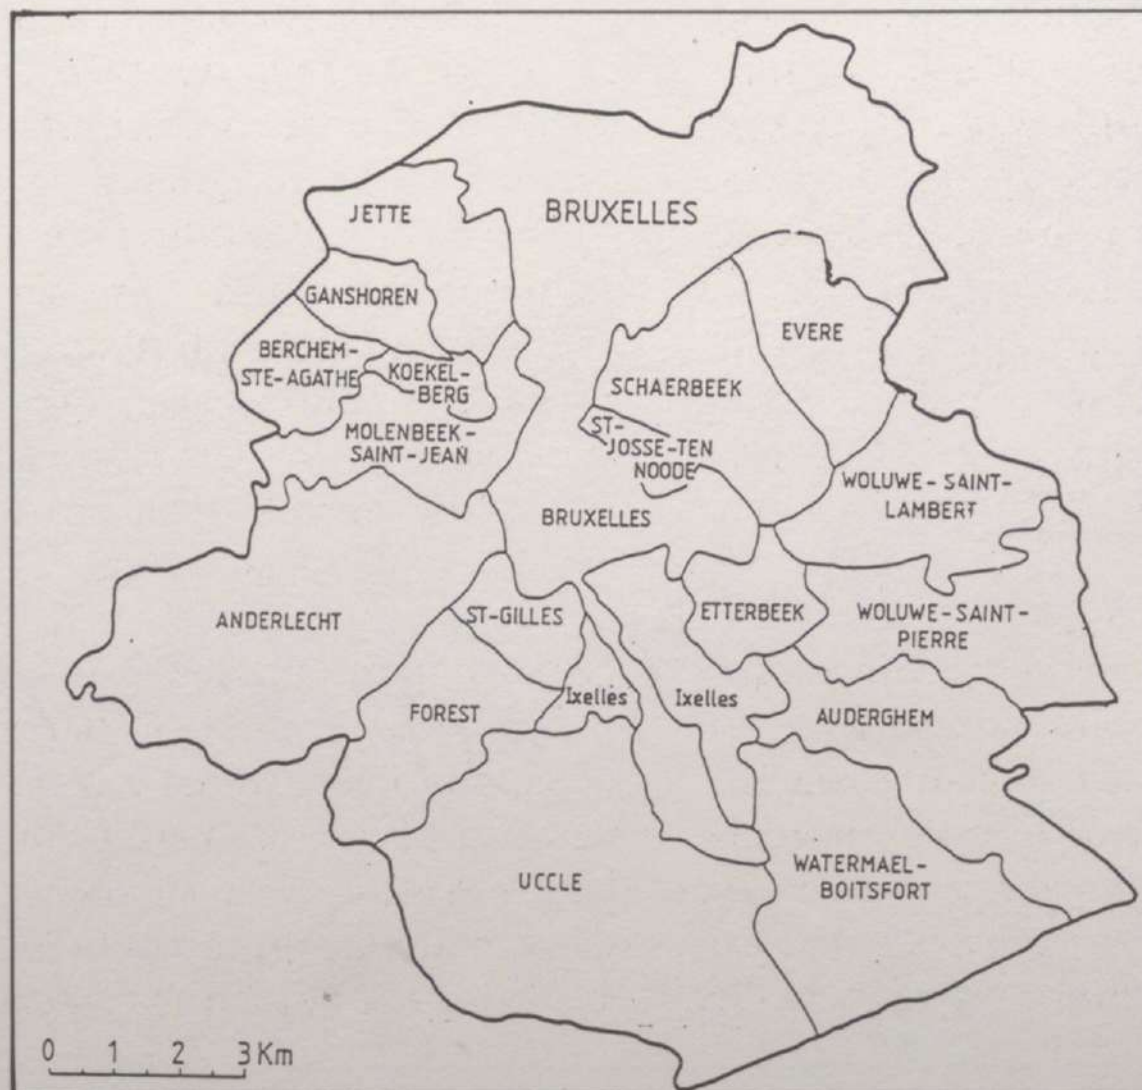 JETTE
BRUXELLES
GANSHOREN
EVERE
BERCHEM-
STE-AGATHE
KOEKEL-
BERG
SCHAERBEEK
MOLENBEEK-
SAINT-JEAN
ST-
JOSSE-TEN
NOODE
WOLUWE-SAINT-
LAMBERT
BRUXELLES
ANDERLECHT
ST-GILLES
ETTERBEEK
WOLUWE-SAINT-
PIERRE
FOREST
Ixelles
Ixelles
AUDERGHEM
UCCLE
WATERMAEL-
BOITSFORT
0 1 2 3 Km